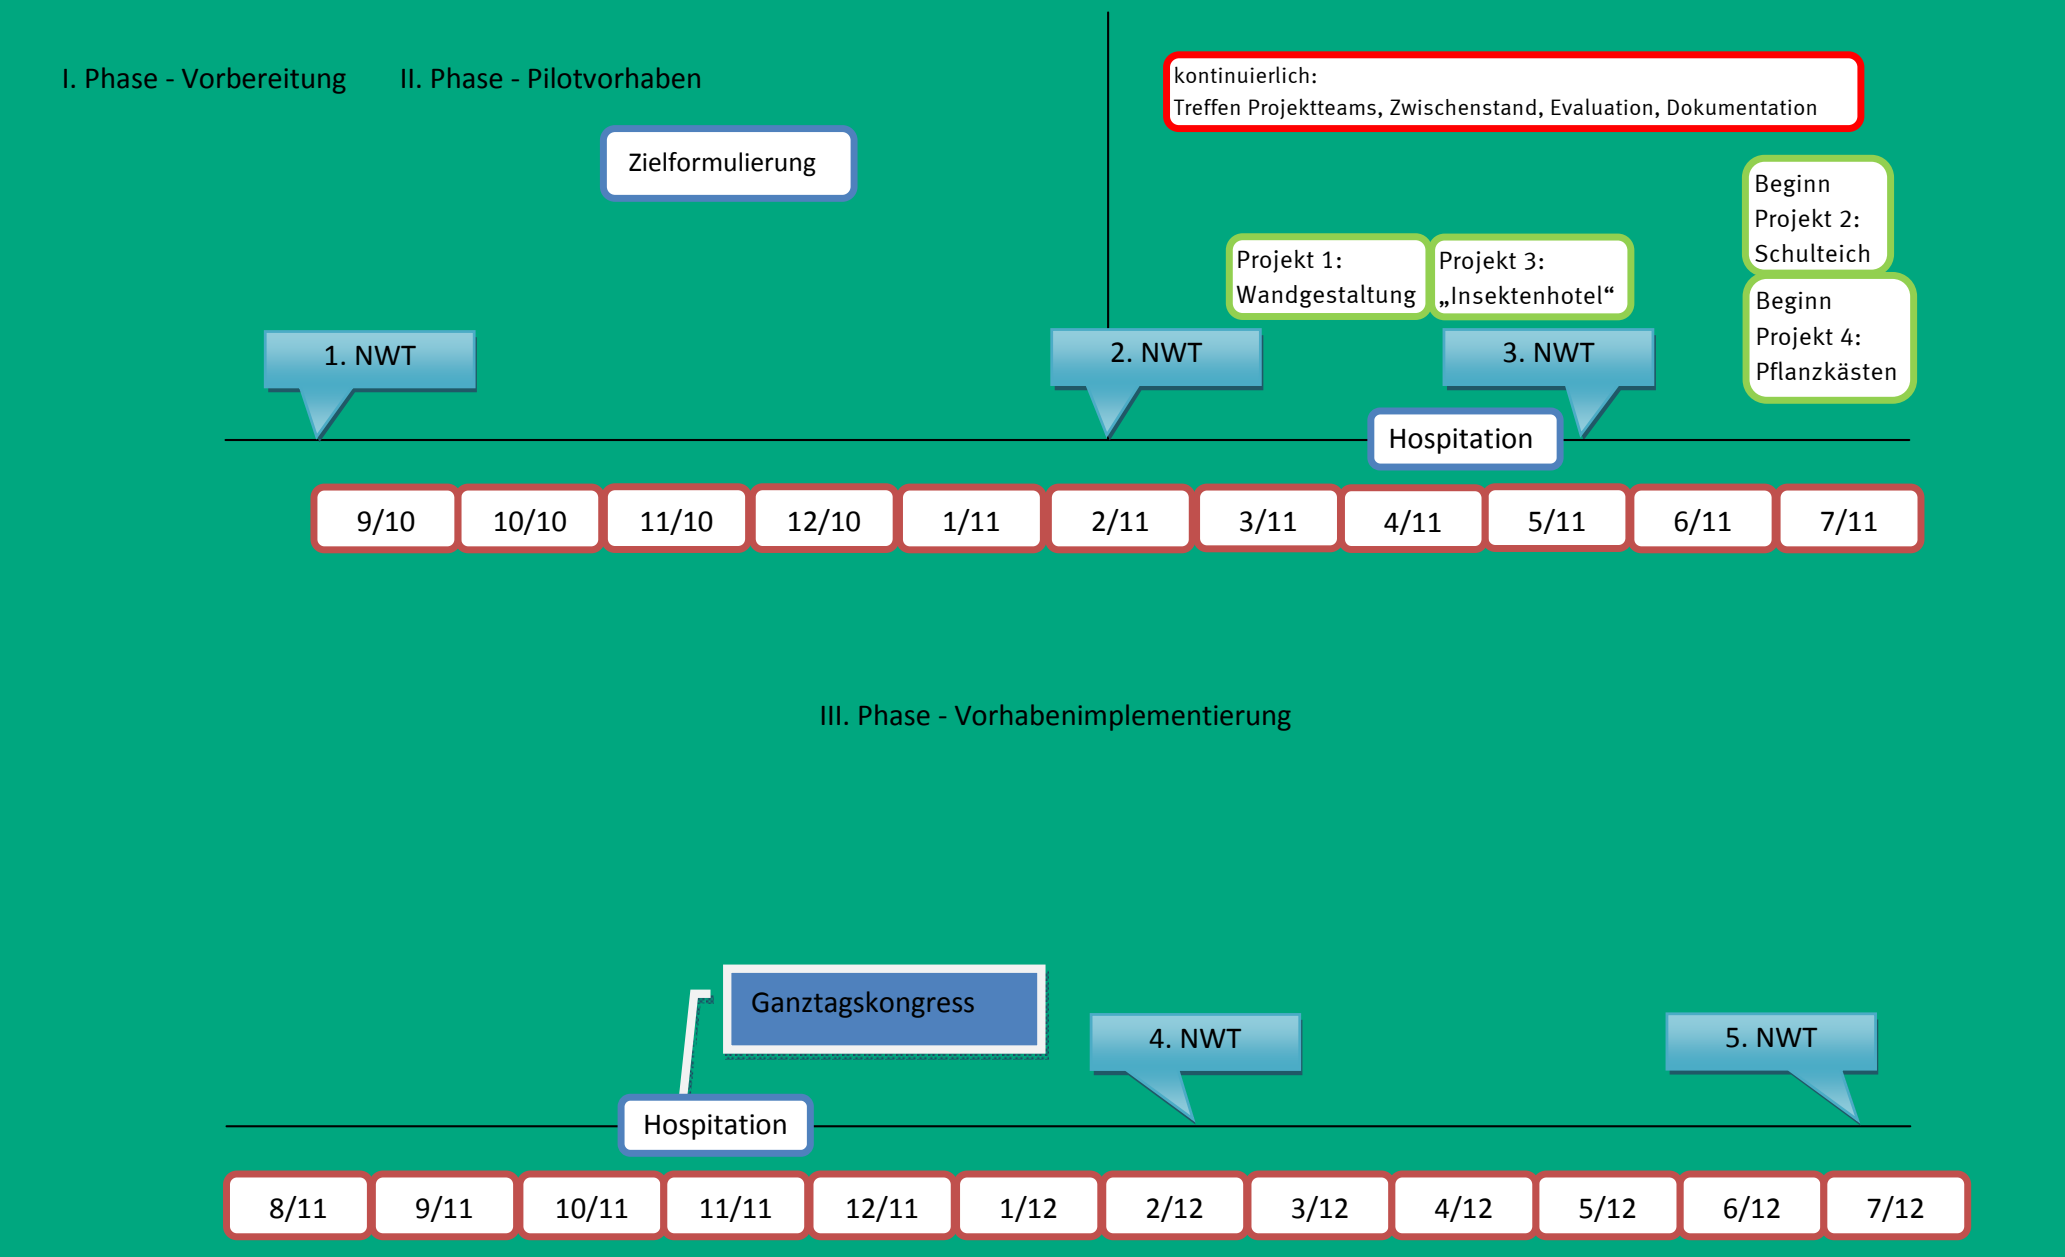 I. Phase - Vorbereitung
II. Phase - Pilotvorhaben
kontinuierlich:
Treffen Projektteams, Zwischenstand, Evaluation, Dokumentation
Zielformulierung
Beginn
Projekt 2:
Schulteich
Projekt 1:
Wandgestaltung
Projekt 3:
„Insektenhotel“
Beginn
Projekt 4:
Pflanzkästen
1. NWT
2. NWT
3. NWT
Hospitation
9/10
10/10
11/10
12/10
1/11
2/11
3/11
4/11
5/11
6/11
7/11
III. Phase - Vorhabenimplementierung
Ganztagskongress
4. NWT
5. NWT
Hospitation
8/11
9/11
10/11
11/11
12/11
1/12
2/12
3/12
4/12
5/12
6/12
7/12